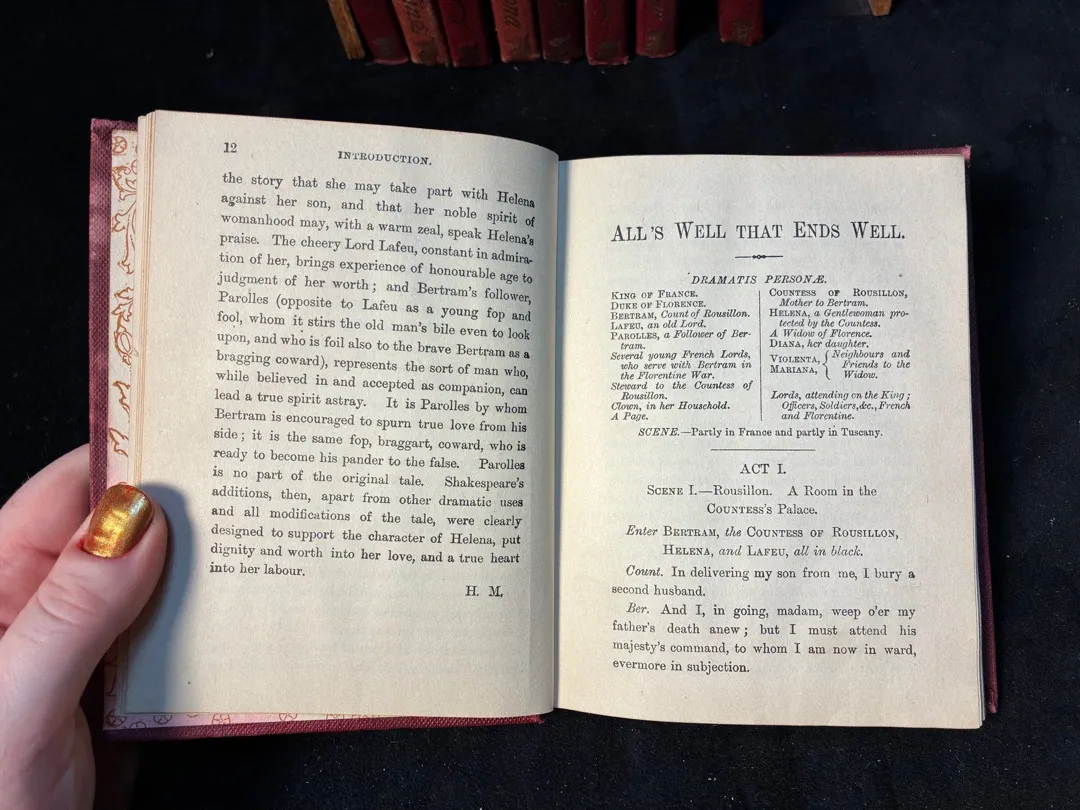 12
INTRODUCTION.
the story that she may take part with Helena
against her son, and that her noble spirit of
womanhood may, with a warm zeal, speak Helena's
praise. The cheery Lord Lafeu, constant in admira-
tion of her, brings experience of honourable age to
judgment of her worth; and Bertram's follower,
Parolles (opposite to Lafeu as a young fop and
fool, whom it stirs the old man's bile even to look
upon, and who is foil also to the brave Bertram as a
bragging coward), represents the sort of man who,
while believed in and accepted as companion, can
lead a true spirit astray. It is Parolles by whom
Bertram is encouraged to spurn true love from his
side; it is the same fop, braggart, coward, who is
ready to become his pander to the false. Parolles
is no part of the original tale. Shakespeare's
additions, then, apart from other dramatic uses
and all modifications of the tale, were clearly
designed to support the character of Helena, put
dignity and worth into her love, and a true heart
into her labour.
H. M.
ALL'S WELL THAT ENDS WELL.
DRAMATIS PERSONÆ.
KING OF FRANCE.
DUKE OF FLORENCE.
BERTRAM, Count of Rousillon.
LAFEU, an old Lord.
PAROLLES, a Follower of Ber-
tram.
Several young French Lords,
who serve with Bertram in
the Florentine War.
Steward to the Countess of
Rousillon.
Clown, in her Household.
A Page.
COUNTESS OF ROUSILLON,
Mother to Bertram.
HELENA, a Gentlewoman pro-
tected by the Countess.
A Widow of Florence.
DIANA, her daughter.
VIOLENTA, { Neighbours and
MARIANA, { Friends to the
Widow.
Lords, attending on the King;
Officers, Soldiers, &c., French
and Florentine.
SCENE.—Partly in France and partly in Tuscany.
ACT I.
SCENE I.—Rousillon. A Room in the
COUNTESS'S Palace.
Enter BERTRAM, the COUNTESS OF ROUSILLON,
HELENA, and LAFEU, all in black.
Count. In delivering my son from me, I bury a
second husband.
Ber. And I, in going, madam, weep o'er my
father's death anew; but I must attend his
majesty's command, to whom I am now in ward,
evermore in subjection.